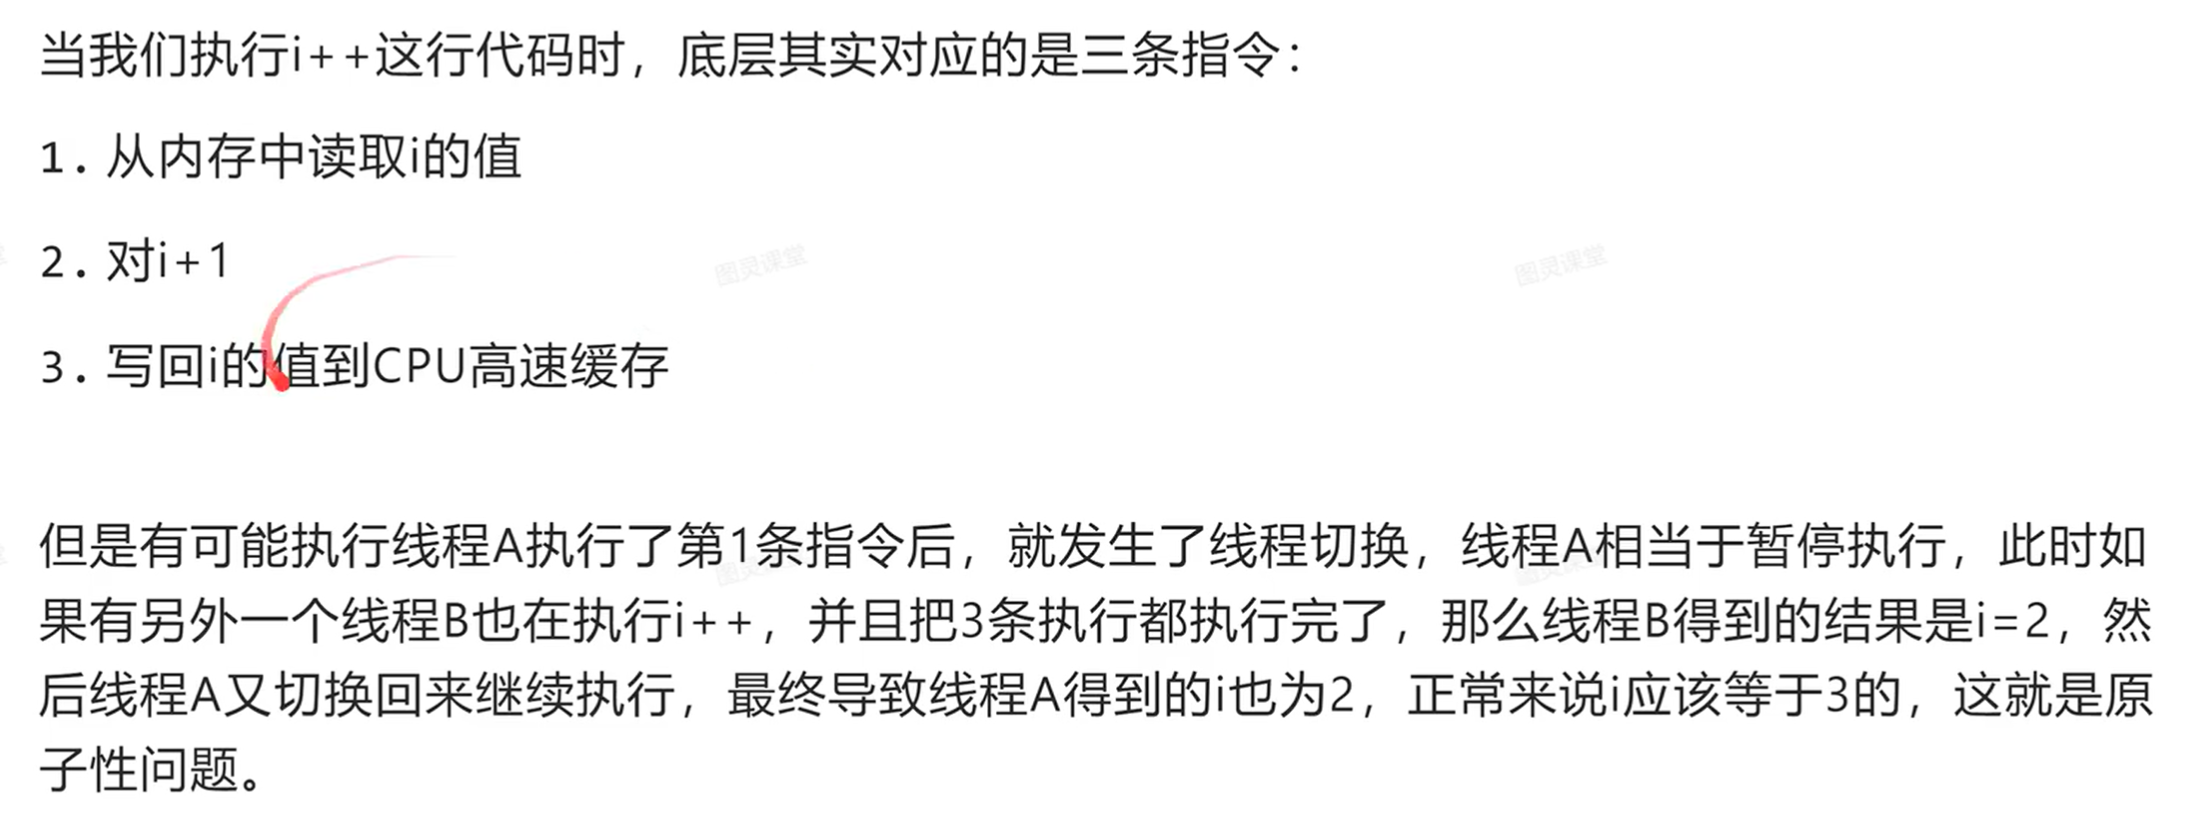 当我们执行i++这行代码时，底层其实对应的是三条指令：
1. 从内存中读取i的值
2. 对i+1
图灵课堂
图灵课堂
3. 写回i的值到CPU高速缓存
但是有可能执行线程A执行了第1条指令后，就发生了线程切换，线程A相当于暂停执行，此时如
图灵课堂
图灵课堂
果有另外一个线程B也在执行i++，并且把3条执行都执行完了，那么线程B得到的结果是i=2，然
后线程A又切换回来继续执行，最终导致线程A得到的i也为2，正常来说i应该等于3的，这就是原
子性问题。